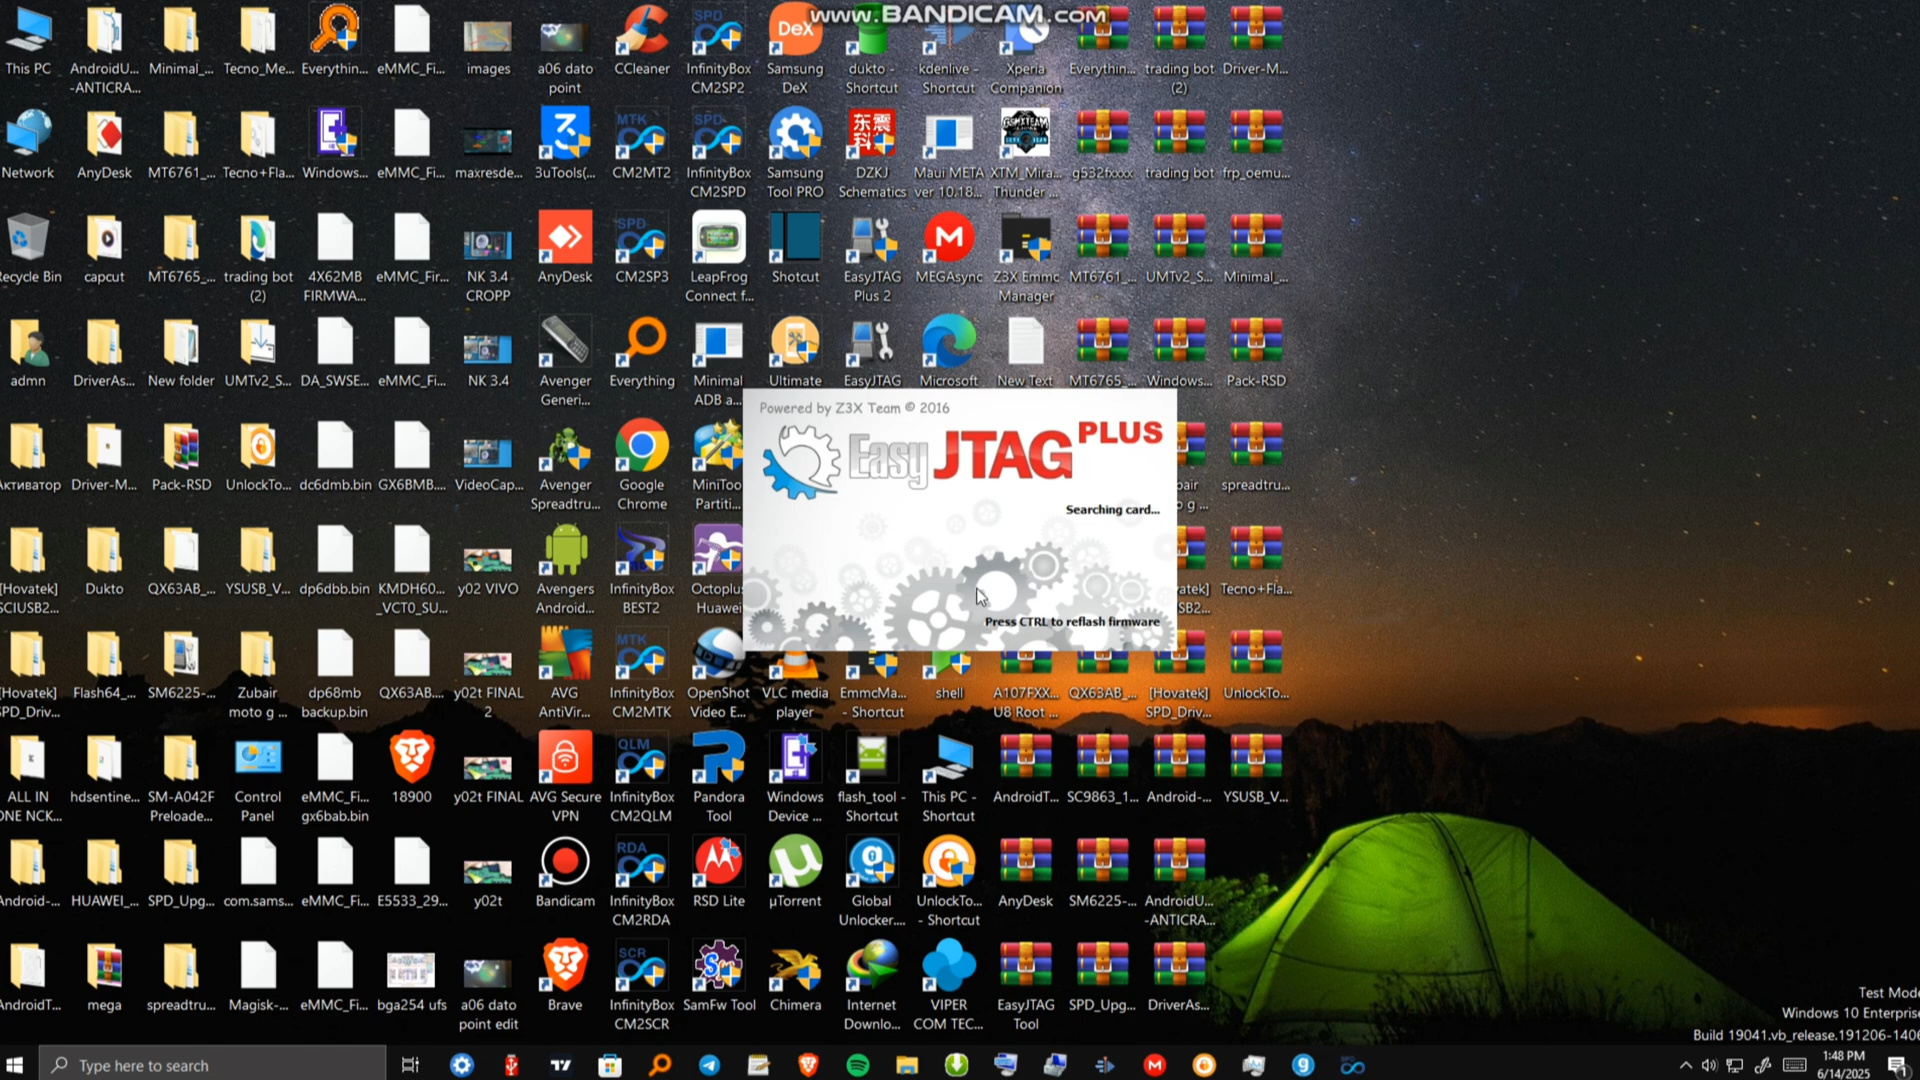 www.BANDICAM.com
This PC
AndroidU...
-ANTICRA...
Minimal_...
Tecno_Me...
Everythin...
eMMC_Fi...
images
a06 dato
point
CCleaner
InfinityBox
CM2SP2
Samsung
DeX
dukto -
Shortcut
kdenlive -
Shortcut
Xperia
Companion
Everythin...
trading bot
(2)
Driver-M...
Network
AnyDesk
MT6761_...
Tecno+Fla...
Windows...
eMMC_Fi...
maxresde...
3uTools(...
CM2MT2
InfinityBox
CM2SPD
Samsung
Tool PRO
DZKJ
Schematics
Maui META
ver 10.18...
XTM_Mira...
Thunder ...
g532fxxxx
trading bot
frp_oemu...
Recycle Bin
capcut
MT6765_...
trading bot
(2)
4X62MB
FIRMWA...
eMMC_Fir...
NK 3.4
CROPP
AnyDesk
CM2SP3
LeapFrog
Connect f...
Shotcut
EasyJTAG
Plus 2
MEGAsync
Z3X Emmc
Manager
MT6761_...
UMTv2_S...
Minimal_...
admn
DriverAs...
New folder
UMTv2_S...
DA_SWSE...
eMMC_Fi...
NK 3.4
Avenger
Generi...
Everything
Minimal
ADB a...
Ultimate
EasyJTAG
Microsoft
New Text
MT6765_...
Windows...
Pack-RSD
Powered by Z3X Team © 2016
Easy JTAG PLUS
Searching card...
Press CTRL to reflash firmware
Активатор
Driver-M...
Pack-RSD
UnlockTo...
dc6dmb.bin
GX6BMB....
VideoCap...
Avenger
Spreadtru...
Google
Chrome
MiniTool
Partiti...
spreadtru...
[Hovatek]
SCIUSB2...
Dukto
QX63AB_...
YSUSB_V...
dp6dbb.bin
KMDH60...
_VCT0_SU...
y02 VIVO
Avengers
Android...
InfinityBox
BEST2
Octoplus
Huawei
Tecno+Fla...
[Hovatek]
SPD_Driv...
Flash64_...
SM6225-...
Zubair
moto g ...
dp68mb
backup.bin
QX63AB....
y02t FINAL
2
AVG
AntiVir...
InfinityBox
CM2MTK
OpenShot
Video E...
VLC media
player
EmmcMa...
- Shortcut
shell
A107FXX...
U8 Root ...
QX63AB_...
[Hovatek]
SPD_Driv...
UnlockTo...
ALL IN
ONE NCK...
hdsentine...
SM-A042F
Preloade...
Control
Panel
eMMC_Fi...
gx6bab.bin
18900
y02t FINAL
AVG Secure
VPN
InfinityBox
CM2QLM
Pandora
Tool
Windows
Device ...
flash_tool -
Shortcut
This PC -
Shortcut
AndroidT...
SC9863_1...
Android-...
YSUSB_V...
Android-...
HUAWEI_...
SPD_Upg...
com.sams...
eMMC_Fi...
E5533_29...
y02t
Bandicam
InfinityBox
CM2RDA
RSD Lite
µTorrent
Global
Unlocker....
UnlockTo...
- Shortcut
AnyDesk
SM6225-...
AndroidU...
-ANTICRA...
AndroidT...
mega
spreadtru...
Magisk-...
eMMC_Fi...
bga254 ufs
a06 dato
point edit
Brave
InfinityBox
CM2SCR
SamFw Tool
Chimera
Internet
Downlo...
VIPER
COM TEC...
EasyJTAG
Tool
SPD_Upg...
DriverAs...
Test Mode
Windows 10 Enterprise
Build 19041.vb_release.191206-1406
Type here to search
1:48 PM
6/14/2025